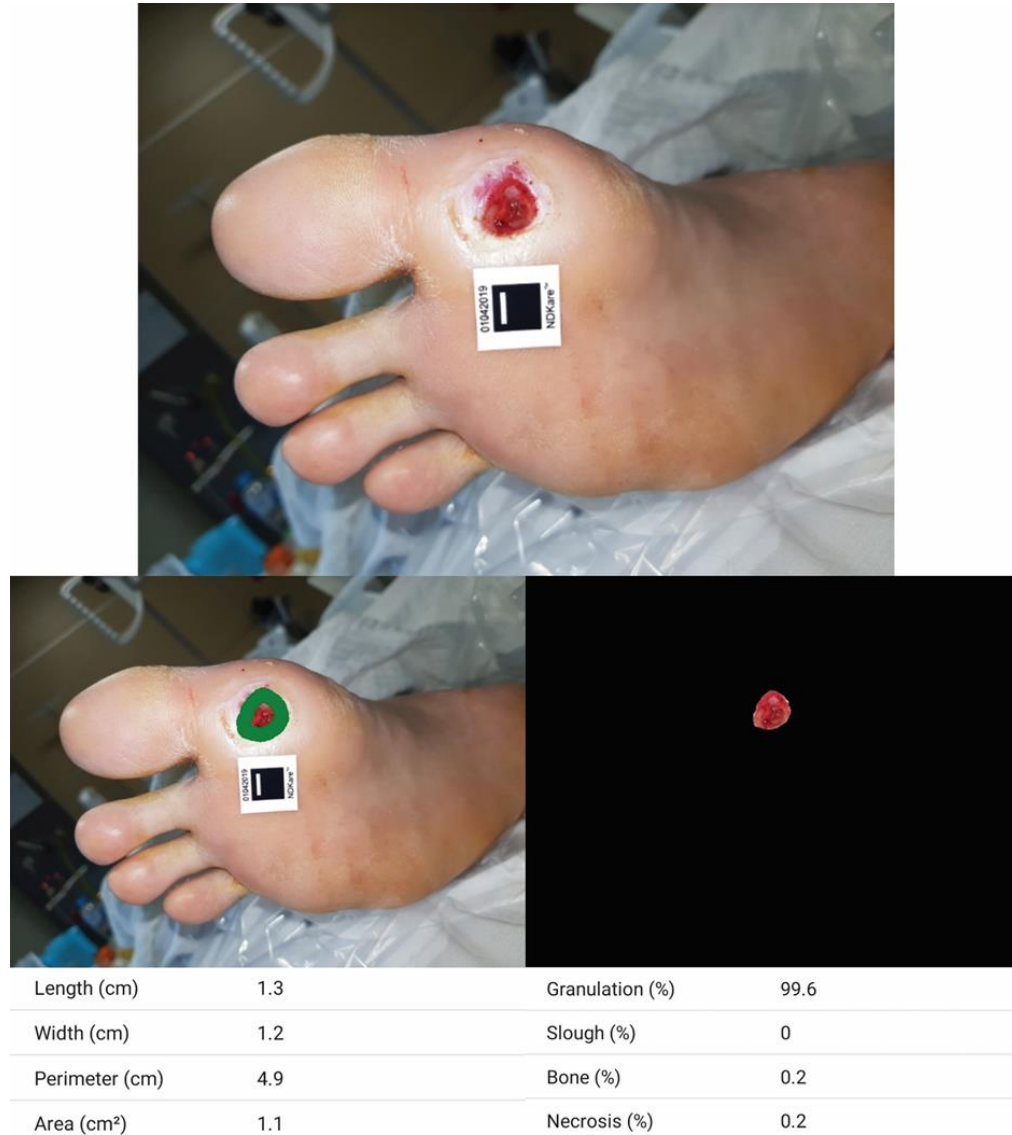 01042019
NDKare™
01042019
NDKare™
Length (cm) 1.3
Width (cm) 1.2
Perimeter (cm) 4.9
Area (cm²) 1.1
Granulation (%) 99.6
Slough (%) 0
Bone (%) 0.2
Necrosis (%) 0.2